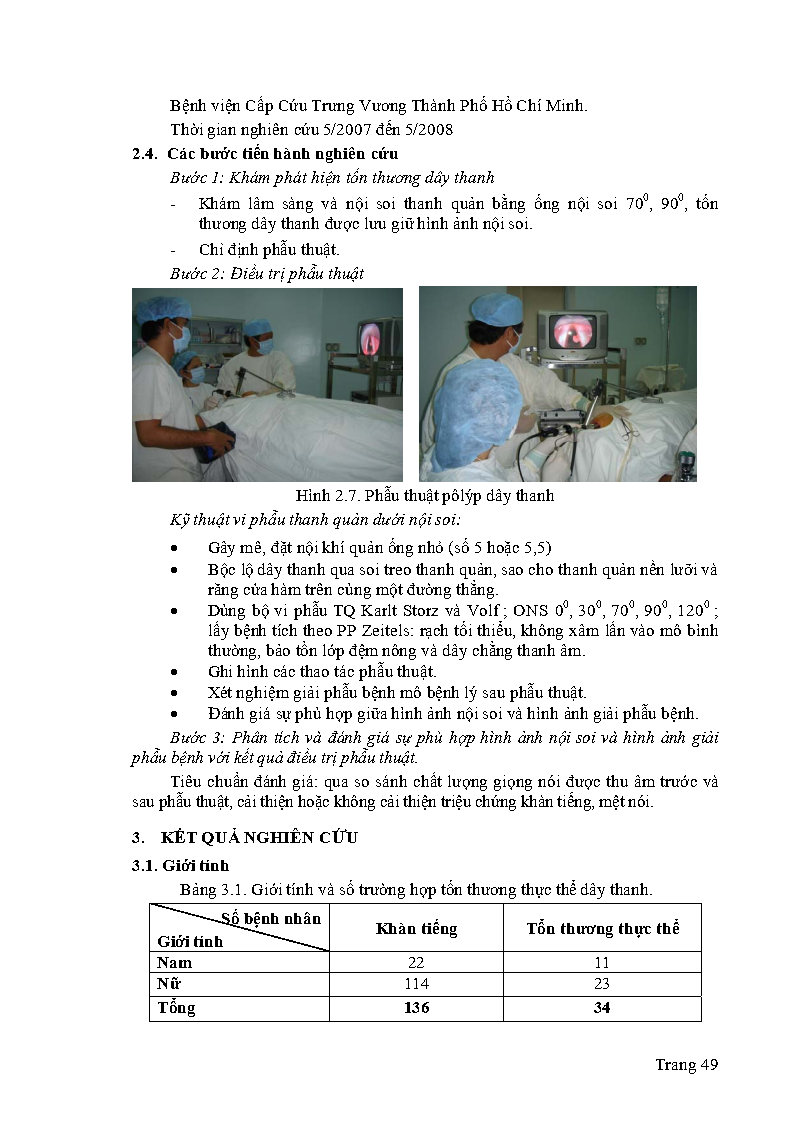 Bệnh viện Cấp Cứu Trưng Vương Thành Phố Hồ Chí Minh.
Thời gian nghiên cứu 5/2007 đến 5/2008
2.4. Các bước tiến hành nghiên cứu
Bước 1: Khám phát hiện tổn thương dây thanh
- Khám lâm sàng và nội soi thanh quản bằng ống nội soi 70⁰, 90⁰, tổn
thương dây thanh được lưu giữ hình ảnh nội soi.
- Chỉ định phẫu thuật.
Bước 2: Điều trị phẫu thuật
Hình 2.7. Phẫu thuật pôlýp dây thanh
Kỹ thuật vi phẫu thanh quản dưới nội soi:
• Gây mê, đặt nội khí quản ống nhỏ (số 5 hoặc 5,5)
• Bộc lộ dây thanh qua soi treo thanh quản, sao cho thanh quản nền lưỡi và
răng cửa hàm trên cùng một đường thẳng.
• Dùng bộ vi phẫu TQ Karlt Storz và Volf ; ONS 0⁰, 30⁰, 70⁰, 90⁰, 120⁰ ;
lấy bệnh tích theo PP Zeitels: rạch tối thiểu, không xâm lấn vào mô bình
thường, bảo tồn lớp đệm nông và dây chằng thanh âm.
• Ghi hình các thao tác phẫu thuật.
• Xét nghiệm giải phẫu bệnh mô bệnh lý sau phẫu thuật.
• Đánh giá sự phù hợp giữa hình ảnh nội soi và hình ảnh giải phẫu bệnh.
Bước 3: Phân tích và đánh giá sự phù hợp hình ảnh nội soi và hình ảnh giải
phẫu bệnh với kết quả điều trị phẫu thuật.
Tiêu chuẩn đánh giá: qua so sánh chất lượng giọng nói được thu âm trước và
sau phẫu thuật, cải thiện hoặc không cải thiện triệu chứng khàn tiếng, mệt nói.
3. KẾT QUẢ NGHIÊN CỨU
3.1. Giới tính
Bảng 3.1. Giới tính và số trường hợp tổn thương thực thể dây thanh.
Số bệnh nhân
Giới tính Khàn tiếng Tổn thương thực thể
Nam 22 11
Nữ 114 23
Tổng 136 34
Trang 49